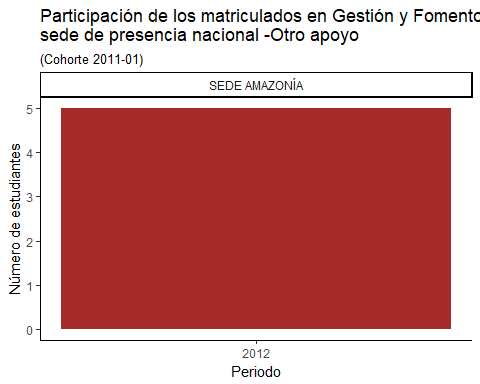 Participación de los matriculados en Gestión y Fomento
sede de presencia nacional -Otro apoyo
(Cohorte 2011-01)
SEDE AMAZONÍA
Número de estudiantes
5
4
3
2
1
0
2012
Periodo